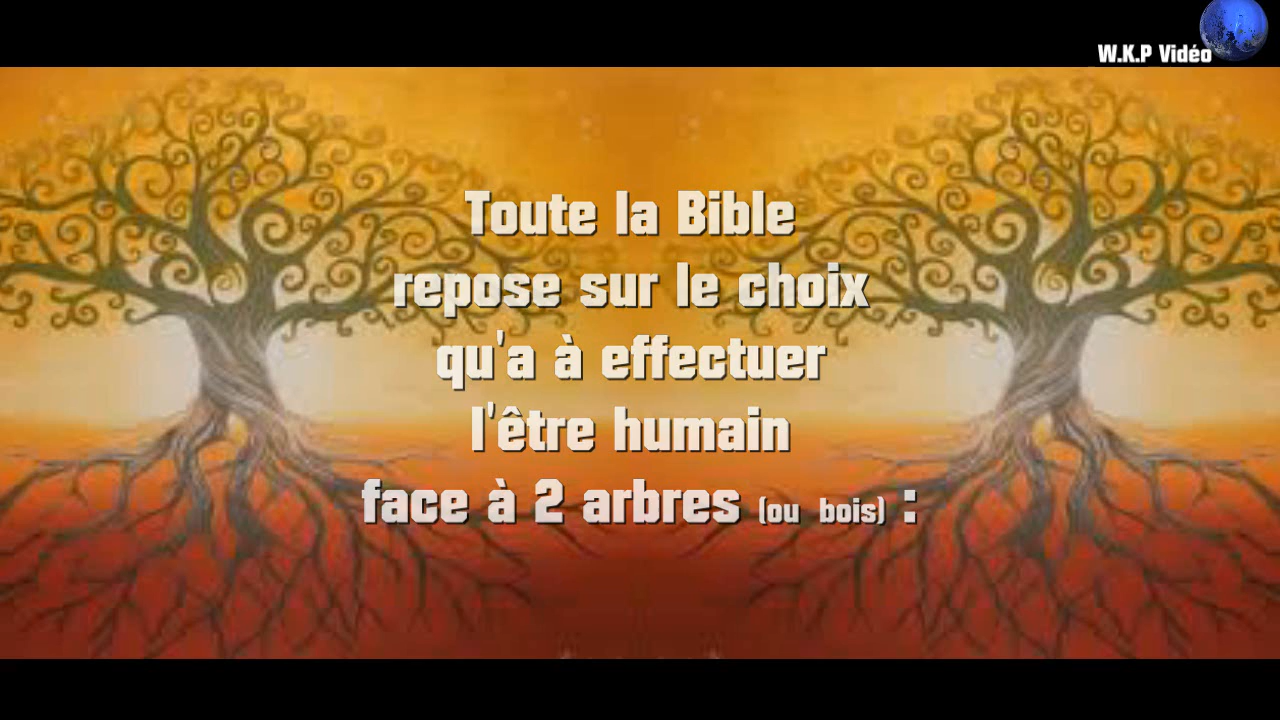 W.K.P Vidéo
Toute la Bible
repose sur le choix
qu'a à effectuer
l'être humain
face à 2 arbres (ou bois) :